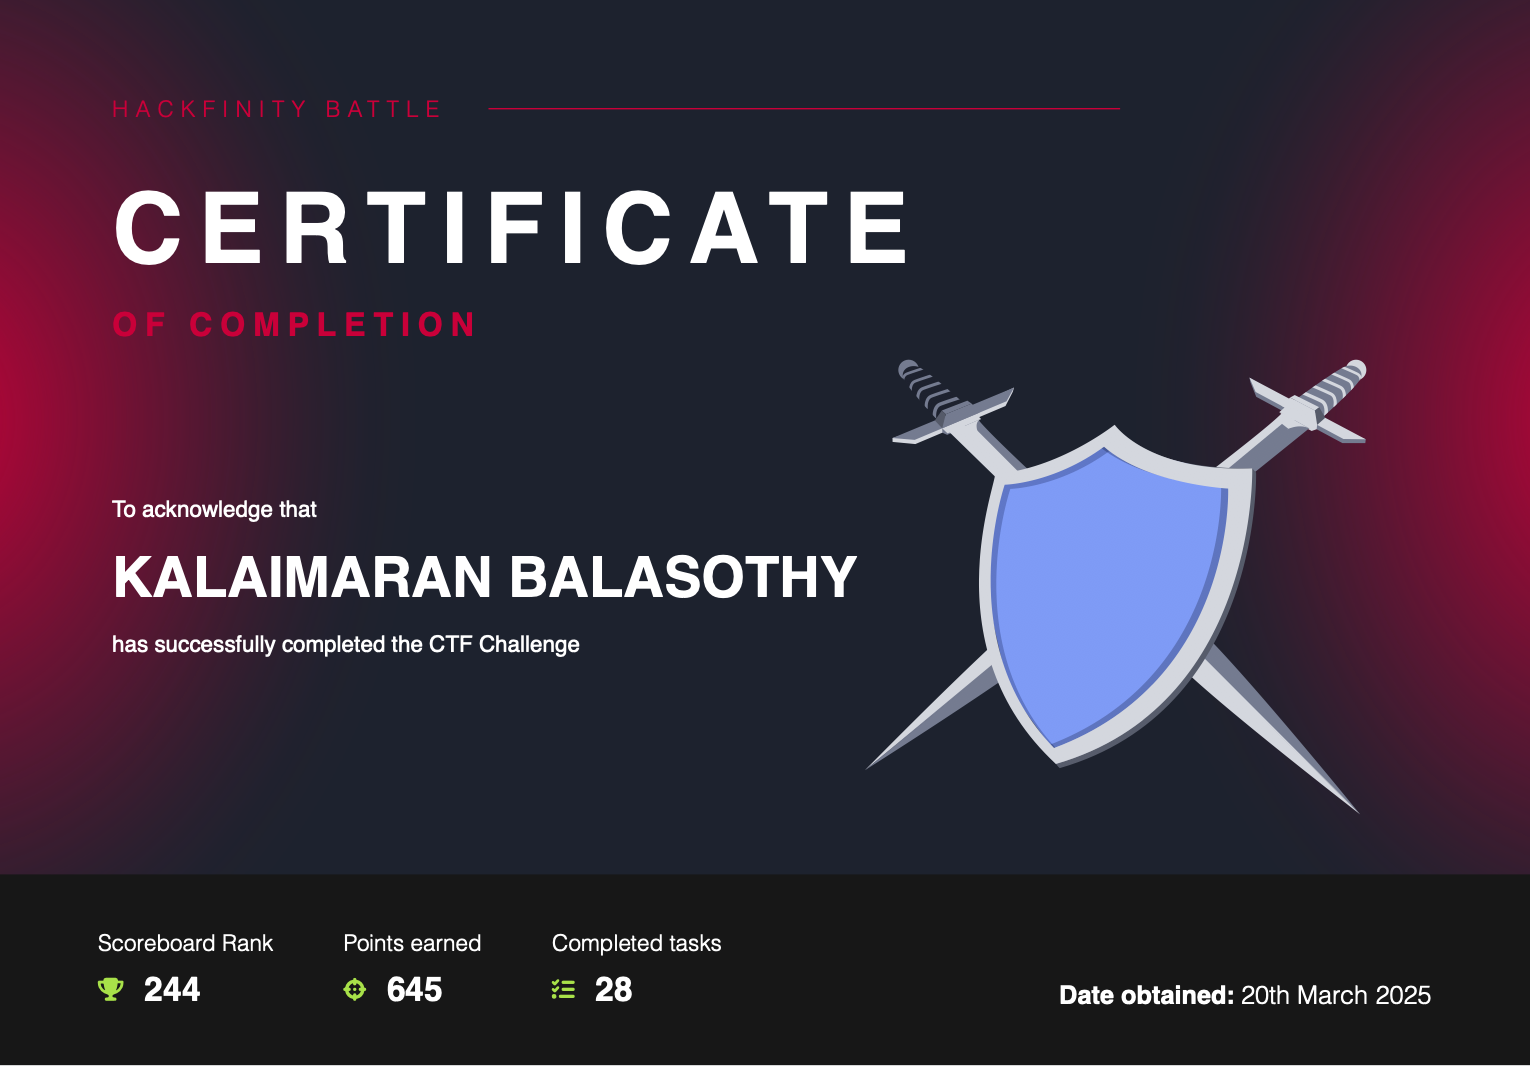 HACKFINITY BATTLE
CERTIFICATE
OF COMPLETION
To acknowledge that
KALAIMARAN BALASOTHY
has successfully completed the CTF Challenge
Scoreboard Rank
244
Points earned
645
Completed tasks
28
Date obtained: 20th March 2025